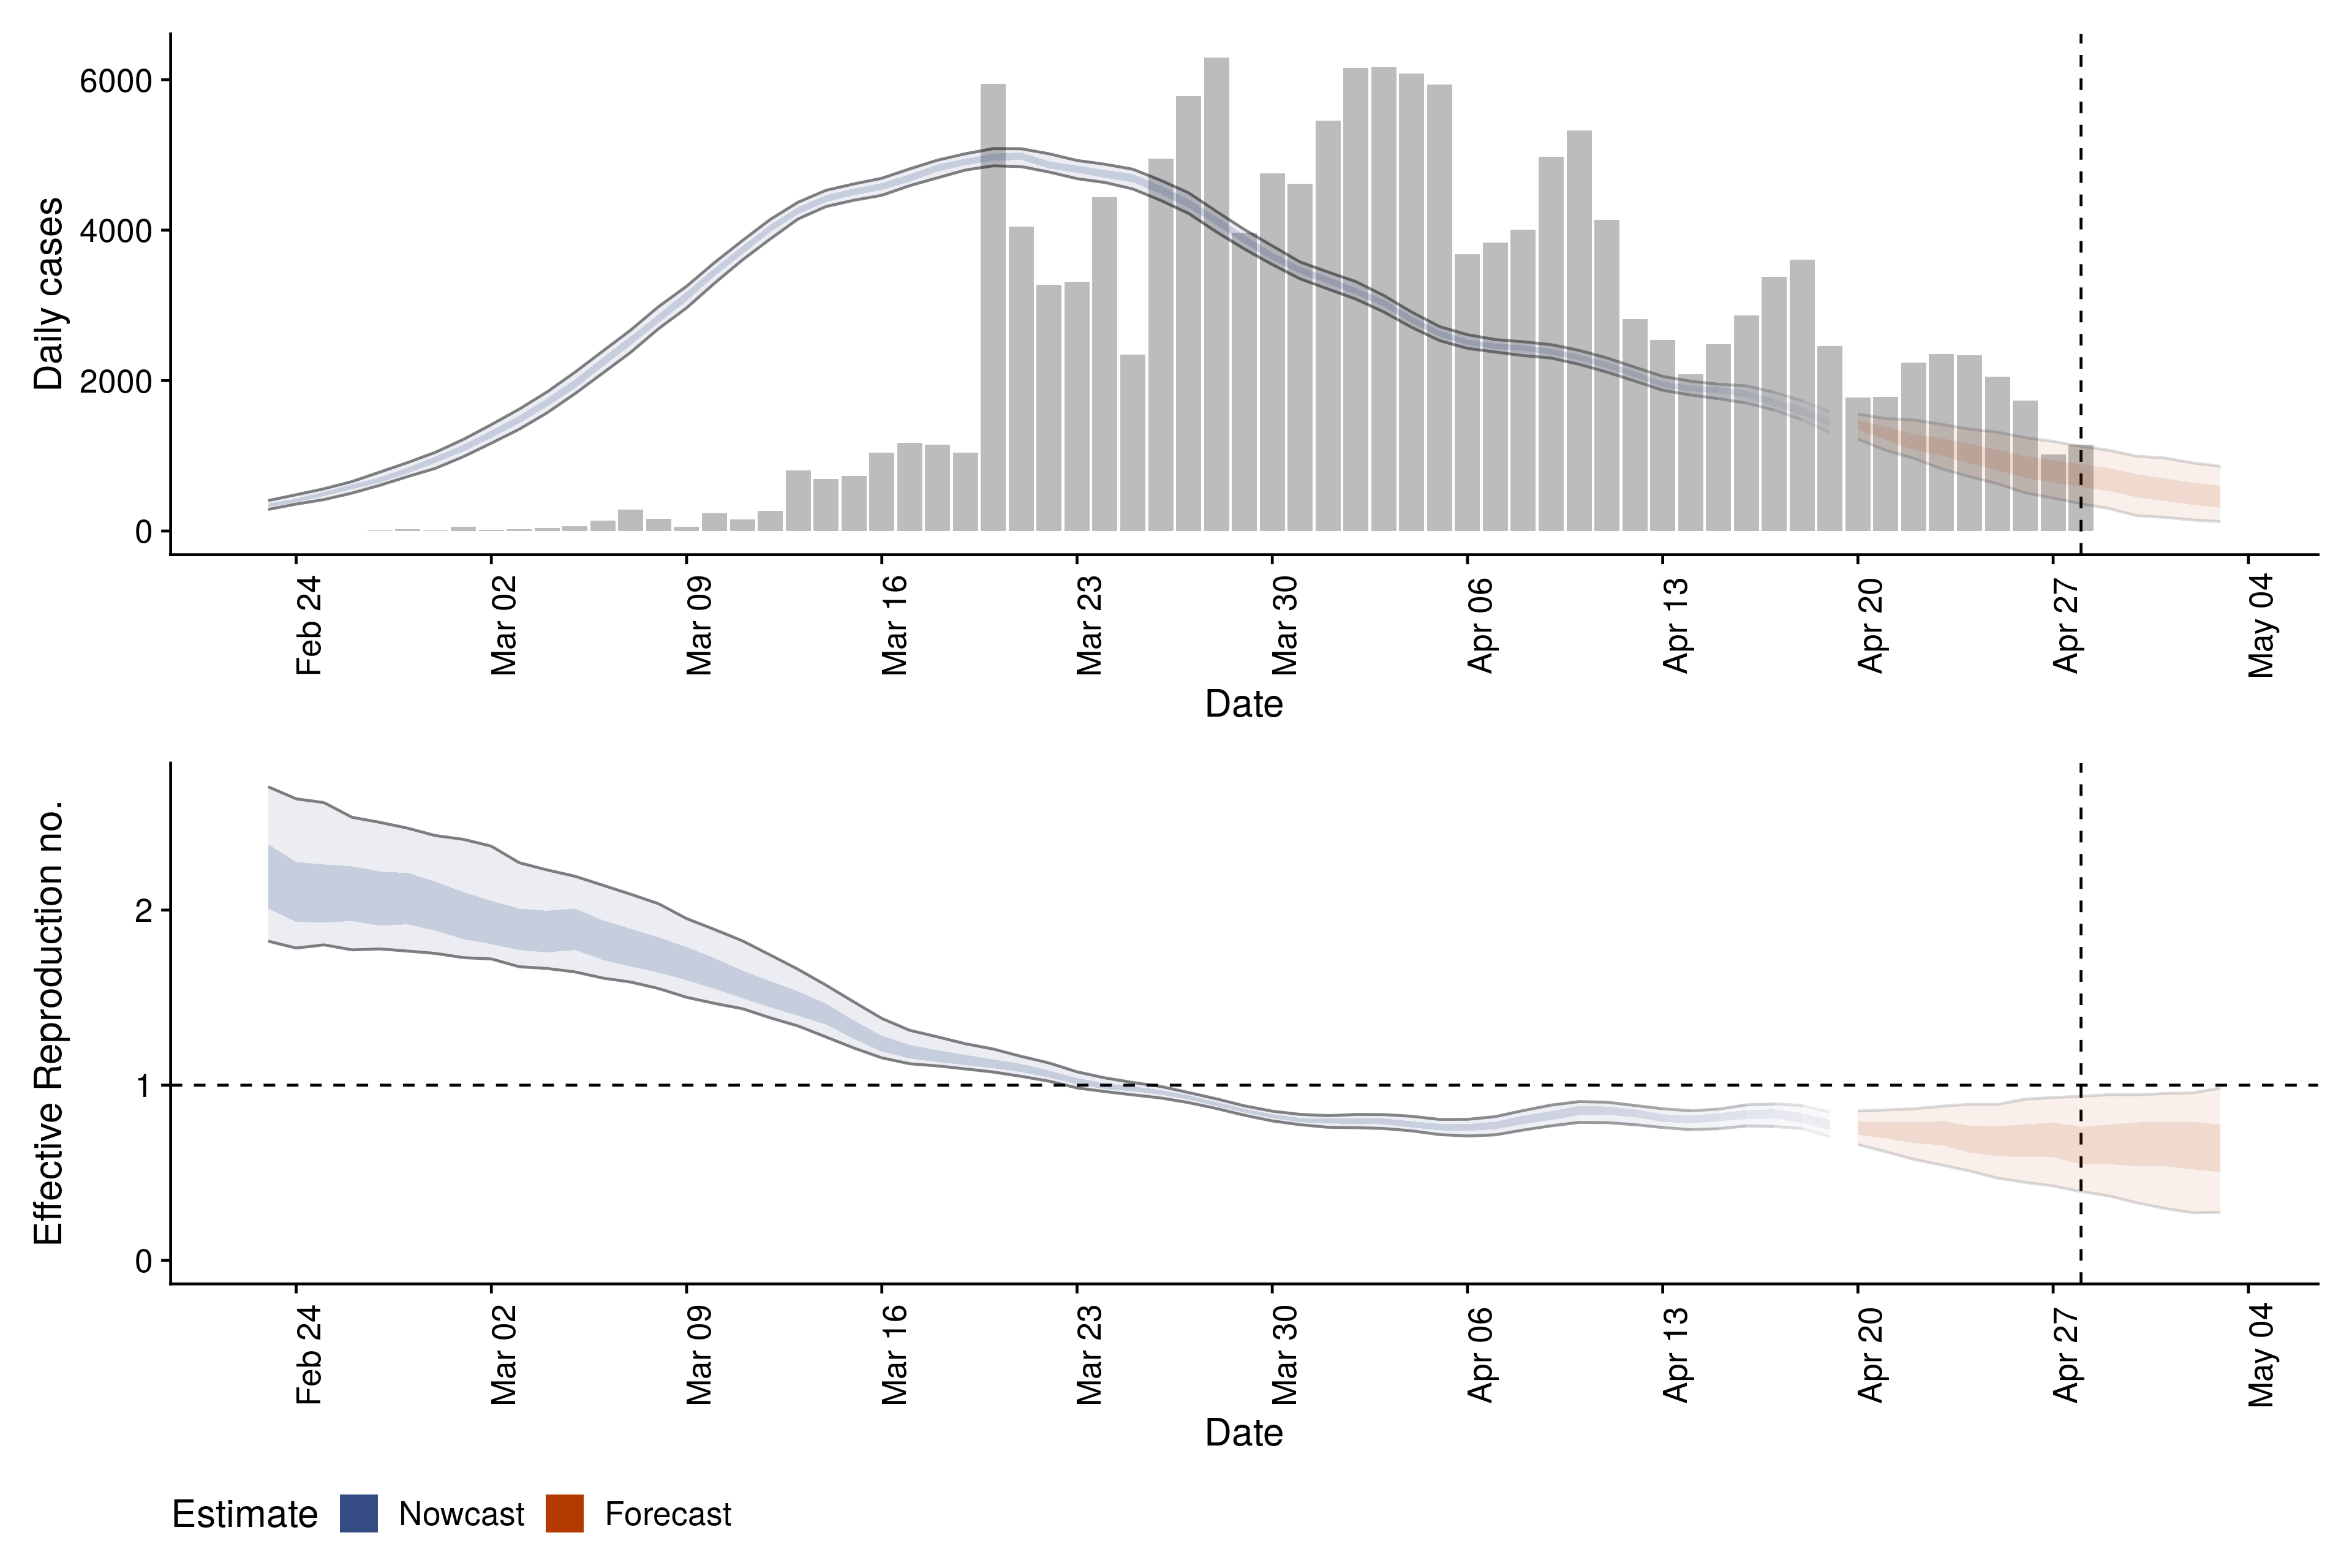 Daily cases
6000
4000
2000
0
Feb 24
Mar 02
Mar 09
Mar 16
Mar 23
Mar 30
Apr 06
Apr 13
Apr 20
Apr 27
May 04
Date
Effective Reproduction no.
2
1
0
Feb 24
Mar 02
Mar 09
Mar 16
Mar 23
Mar 30
Apr 06
Apr 13
Apr 20
Apr 27
May 04
Date
Estimate Nowcast Forecast